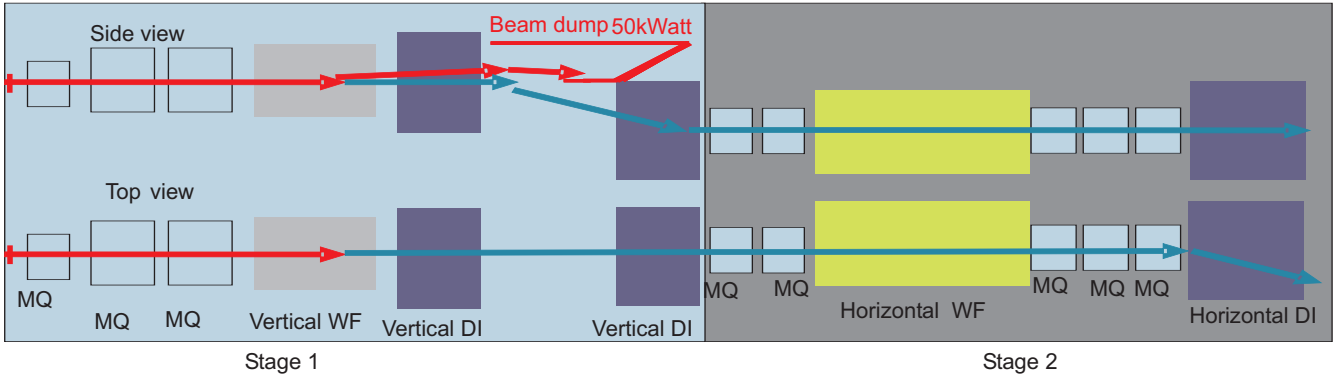 Beam dump 50kWatt
Side view
Top view
MQ
MQ
MQ
Vertical WF
Vertical DI
Vertical DI
MQ
MQ
Horizontal WF
MQ
MQ
MQ
Horizontal DI
Stage 1
Stage 2